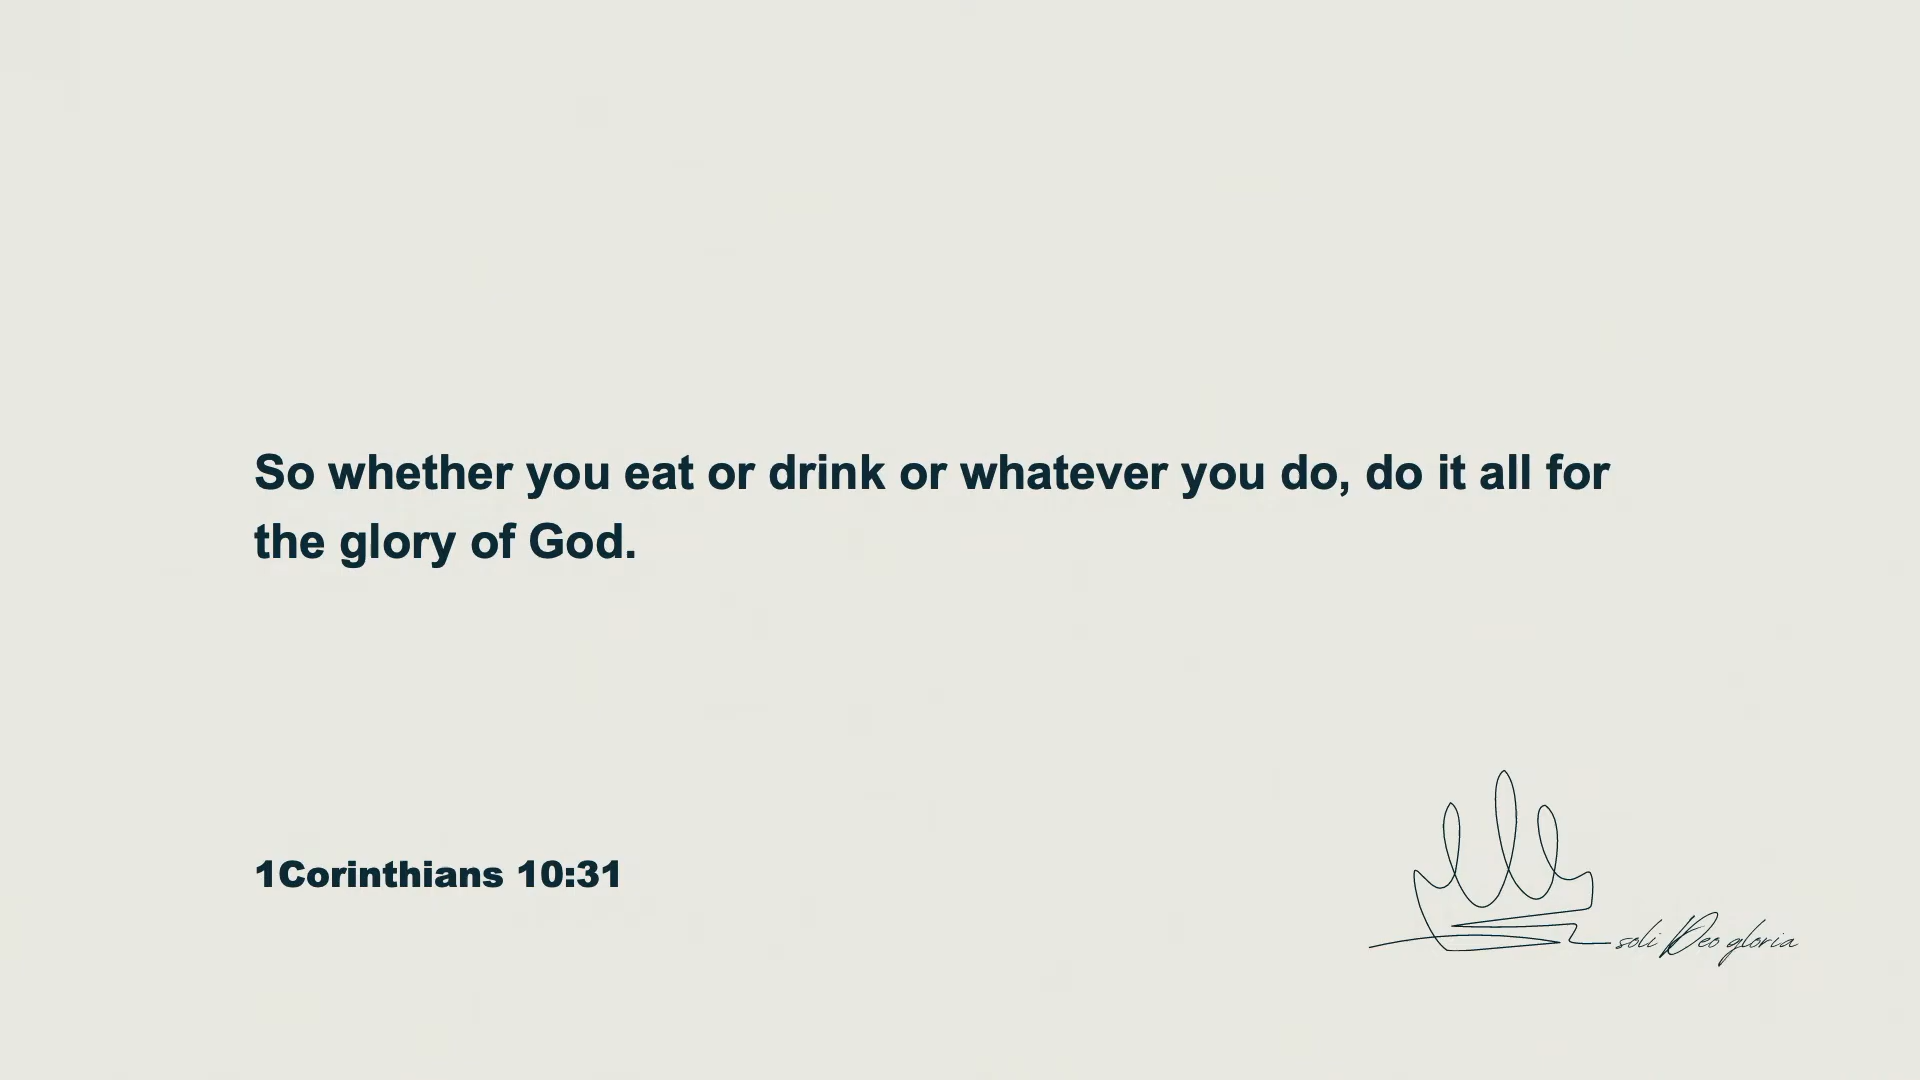 So whether you eat or drink or whatever you do, do it all for
the glory of God.
1Corinthians 10:31
soli Deo gloria